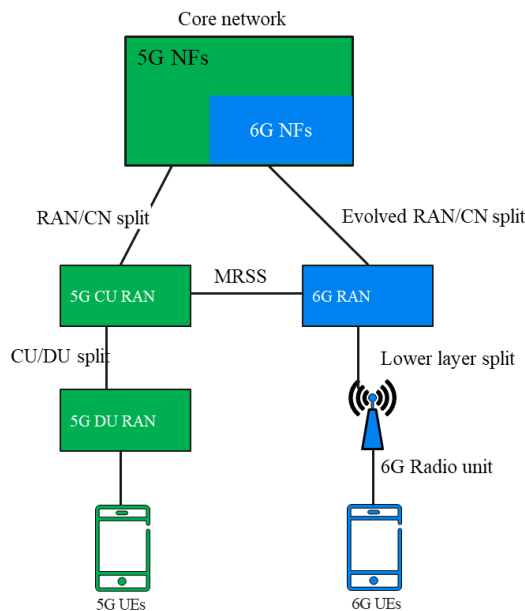 Core network
5G NFs
6G NFs
RAN/CN split
Evolved RAN/CN split
MRSS
5G CU RAN
6G RAN
CU/DU split
Lower layer split
5G DU RAN
6G Radio unit
5G UEs
6G UEs